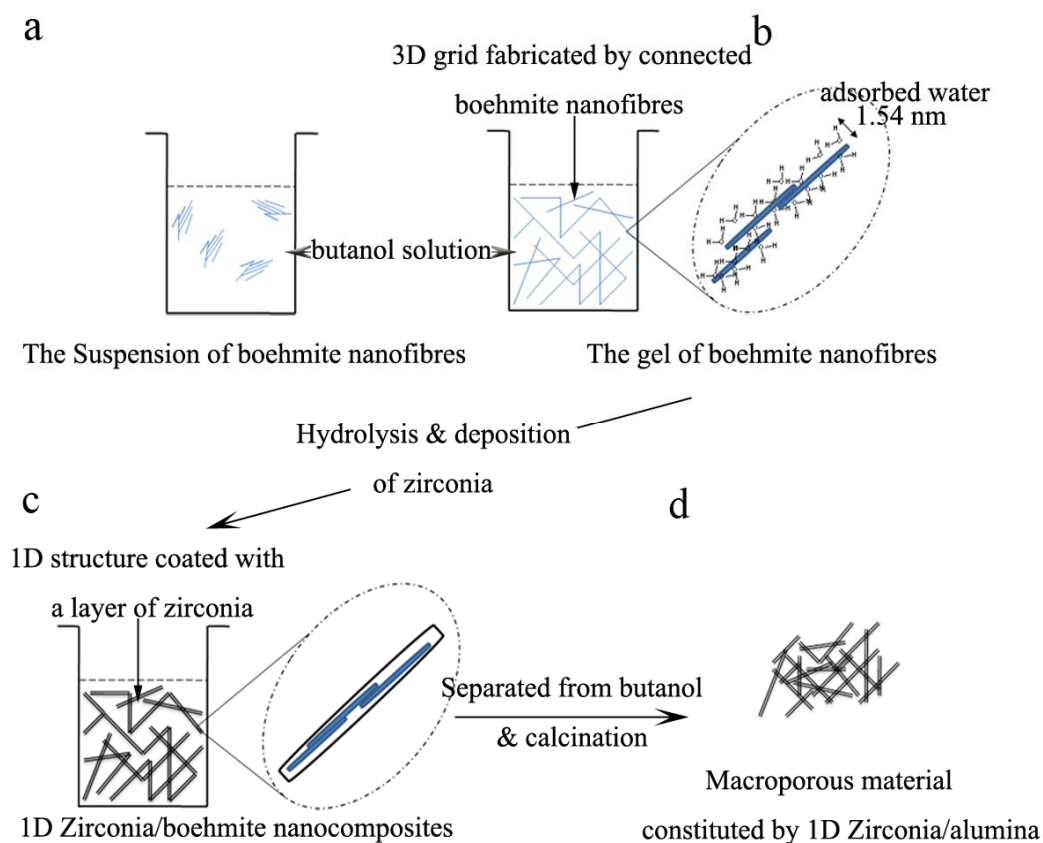 a
b
3D grid fabricated by connected
boehmite nanofibres
adsorbed water
1.54 nm
butanol solution
The Suspension of boehmite nanofibres
The gel of boehmite nanofibres
Hydrolysis & deposition
of zirconia
c
d
1D structure coated with
a layer of zirconia
Separated from butanol
& calcination
Macroporous material
1D Zirconia/boehmite nanocomposites
constituted by 1D Zirconia/alumina